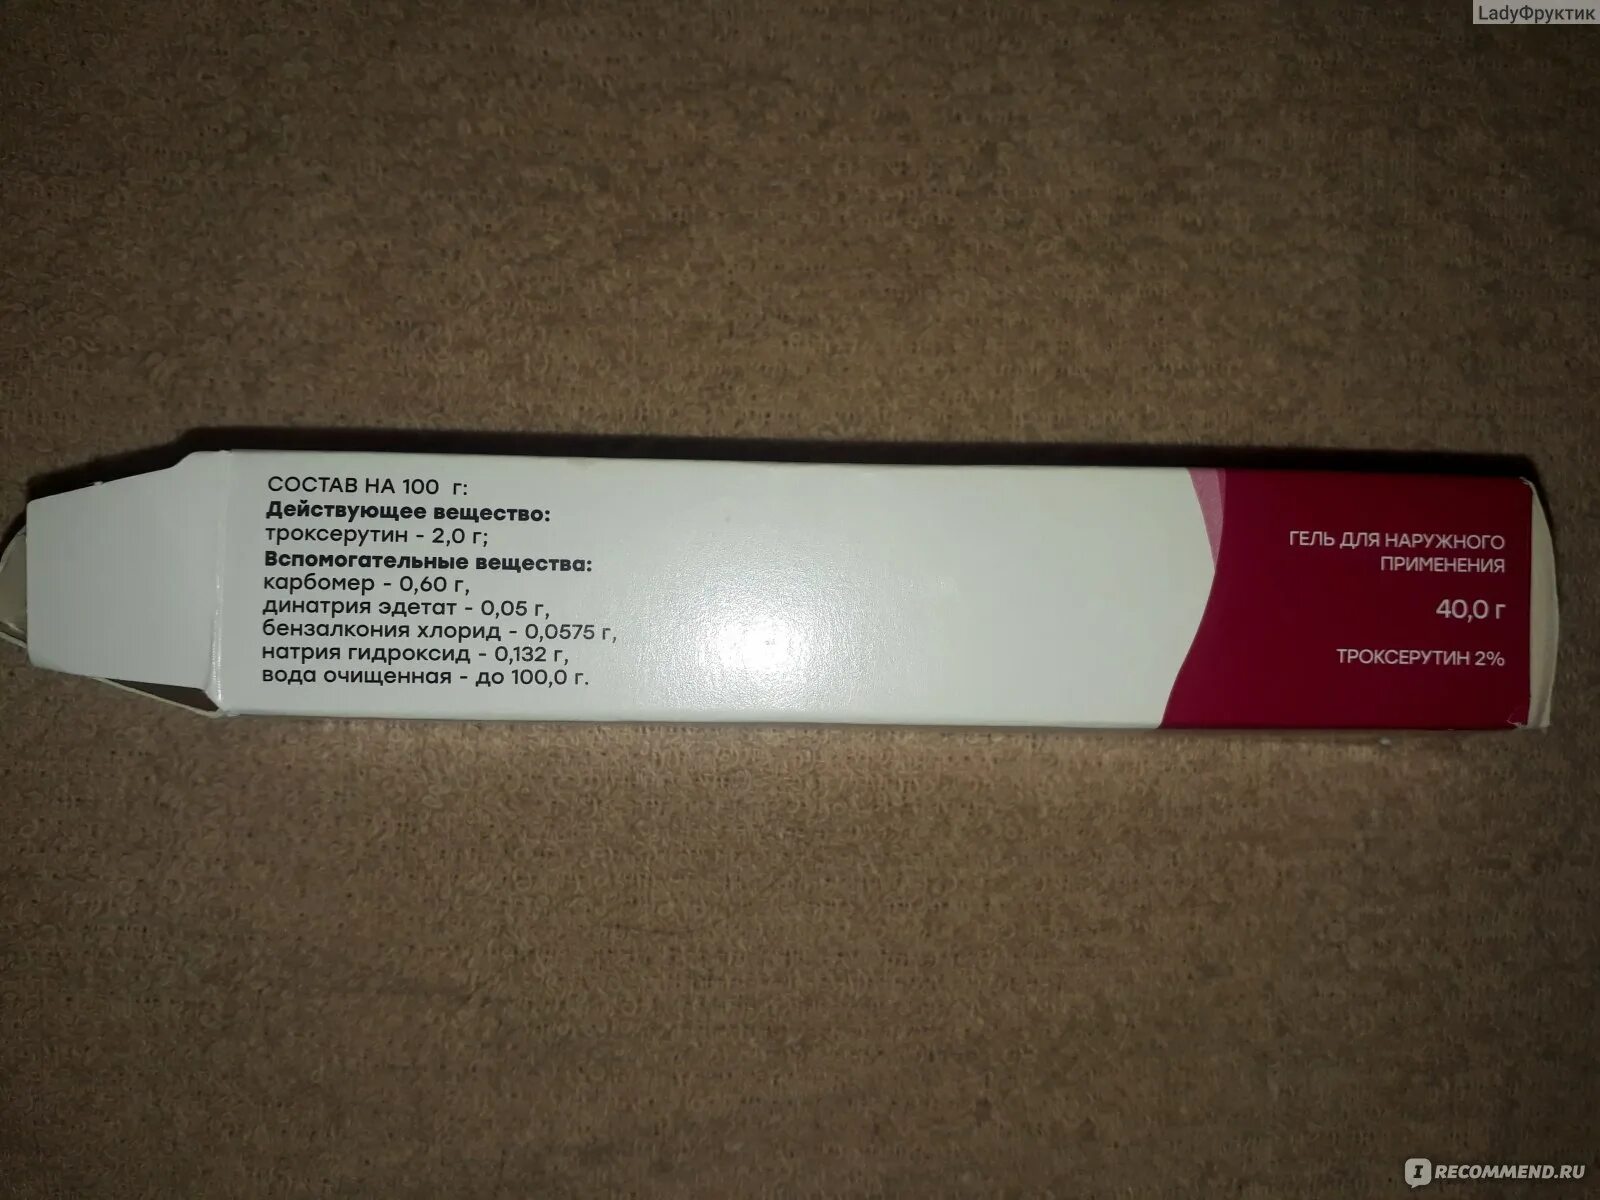 LadyФруктик
СОСТАВ НА 100 г:
Действующее вещество:
троксерутин - 2,0 г;
Вспомогательные вещества:
карбомер - 0,60 г,
динатрия эдетат - 0,05 г,
бензалкония хлорид - 0,0575 г,
натрия гидроксид - 0,132 г,
вода очищенная - до 100,0 г.
ГЕЛЬ ДЛЯ НАРУЖНОГО
ПРИМЕНЕНИЯ
40,0 г
ТРОКСЕРУТИН 2%
IRECOMMEND.RU